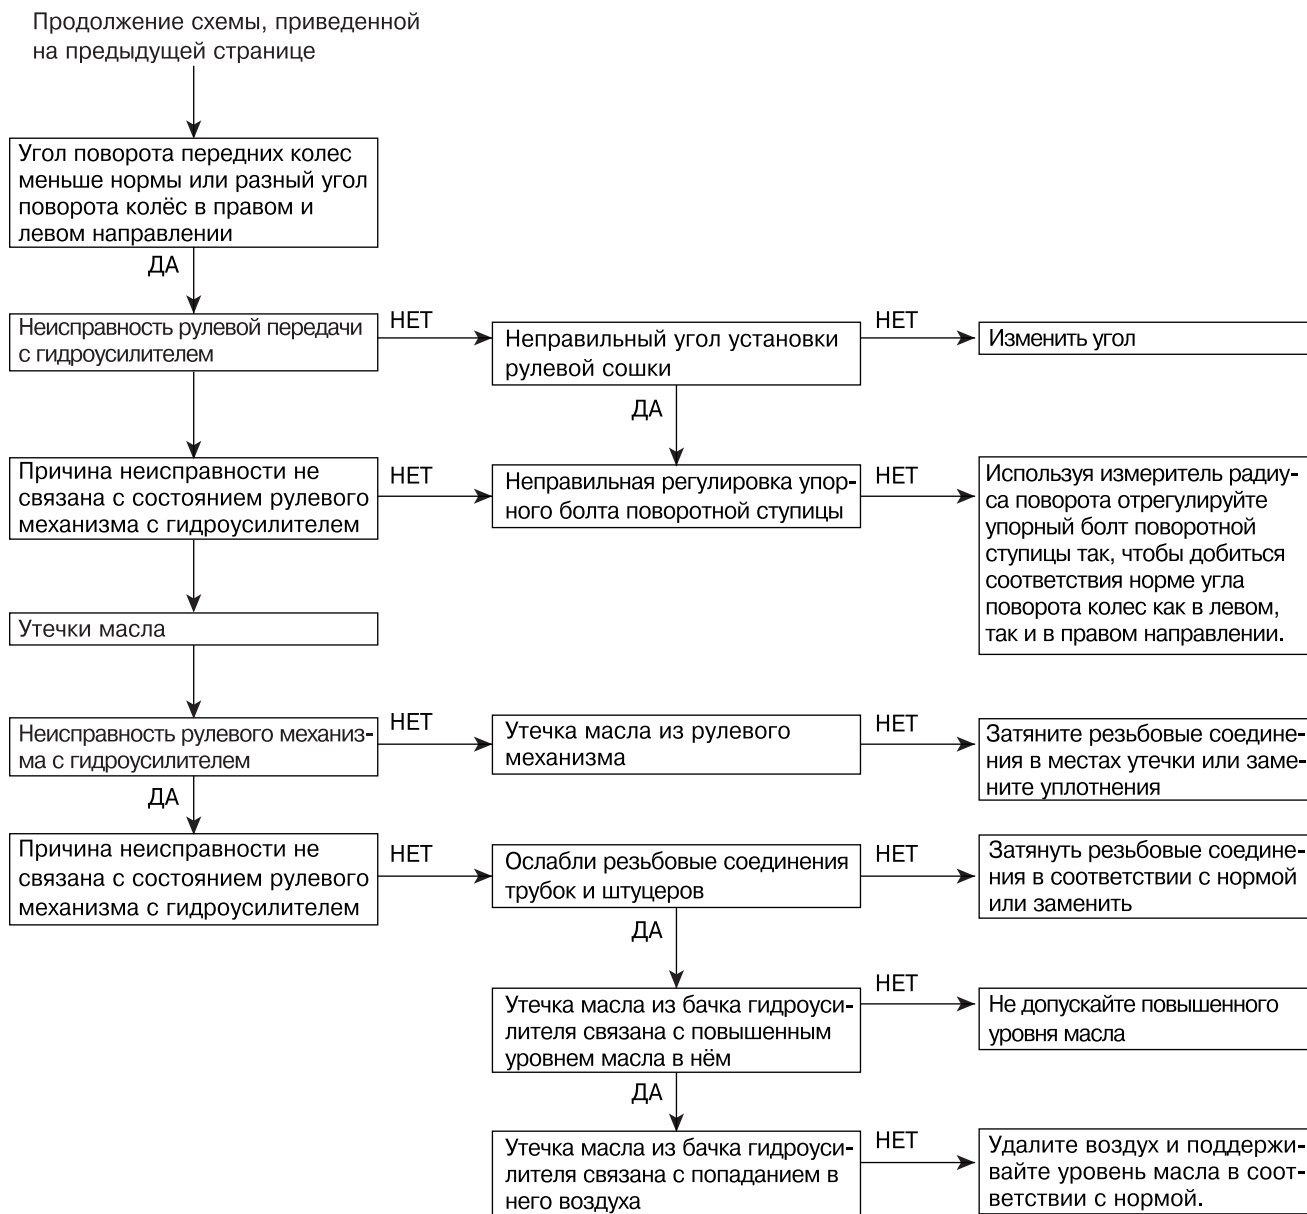 Продолжение схемы, приведенной
на предыдущей странице
Угол поворота передних колес
меньше нормы или разный угол
поворота колёс в правом и
левом направлении
ДА
Неисправность рулевой передачи
с гидроусилителем
НЕТ
Неправильный угол установки
рулевой сошки
НЕТ
Изменить угол
ДА
Причина неисправности не
связана с состоянием рулевого
механизма с гидроусилителем
НЕТ
Неправильная регулировка упор-
ного болта поворотной ступицы
НЕТ
Используя измеритель радиу-
са поворота отрегулируйте
упорный болт поворотной
ступицы так, чтобы добиться
соответствия норме угла
поворота колес как в левом,
так и в правом направлении.
Утечки масла
Неисправность рулевого механиз-
ма с гидроусилителем
НЕТ
Утечка масла из рулевого
механизма
НЕТ
Затяните резьбовые соедине-
ния в местах утечки или заме-
ните уплотнения
ДА
Причина неисправности не
связана с состоянием рулевого
механизма с гидроусилителем
НЕТ
Ослабли резьбовые соединения
трубок и штуцеров
НЕТ
Затянуть резьбовые соедине-
ния в соответствии с нормой
или заменить
ДА
Утечка масла из бачка гидроуси-
лителя связана с повышенным
уровнем масла в нём
НЕТ
Не допускайте повышенного
уровня масла
ДА
Утечка масла из бачка гидроуси-
лителя связана с попаданием в
него воздуха
НЕТ
Удалите воздух и поддержи-
вайте уровень масла в соот-
ветствии с нормой.